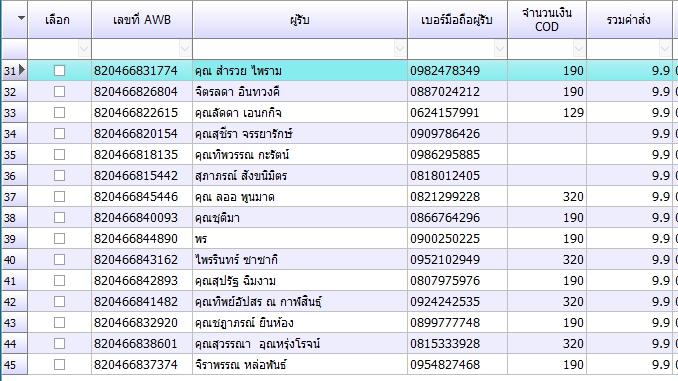 เลือก เลขที่ AWB ผู้รับ เบอร์มือถือผู้รับ จำนวนเงิน COD รวมค่าส่ง
31 820466831774 คุณ สำรวย ไพราม 0982478349 190 9.9
32 820466826804 จิตรลดา อินทวงค์ 0887024212 190 9.9
33 820466822615 คุณลัดดา เอนกกิจ 0624157991 129 9.9
34 820466820154 คุณสุชีรา จรรยารักษ์ 0909786426 9.9
35 820466818135 คุณทิพวรรณ กะรัตน์ 0986295885 9.9
36 820466815442 สุภาภรณ์ สังขนิมิตร 0818012405 9.9
37 820466845446 คุณ ลออ พูนมาด 0821299228 320 9.9
38 820466840093 คุณชุติมา 0866764296 190 9.9
39 820466844890 พร 0900250225 190 9.9
40 820466843162 ไพรรินทร์ ชาซากิ 0952102949 320 9.9
41 820466842893 คุณสุปรัฐ ฉิมงาม 0807975976 190 9.9
42 820466841482 คุณทิพย์อัปสร ณ กาฬสินธุ์ 0924242535 320 9.9
43 820466832920 คุณชฎาภรณ์ ยืนห้อง 0899777748 190 9.9
44 820466838601 คุณสุวรรณา อุณหรุ่งโรจน์ 0815333928 320 9.9
45 820466837374 จีราพรรณ หล่อพันธ์ 0954827468 190 9.9